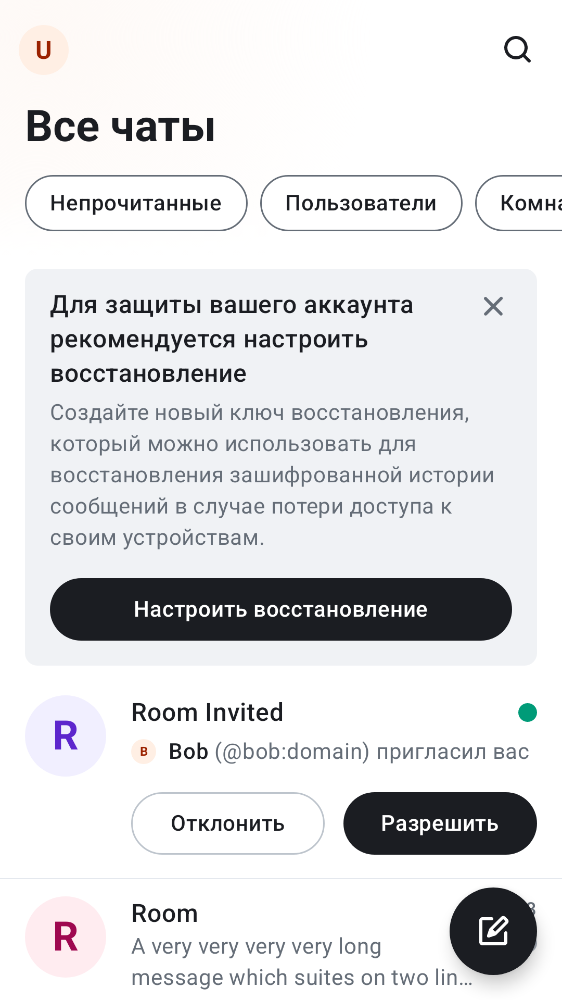 U
Все чаты
Непрочитанные
Пользователи
Для защиты вашего аккаунта
рекомендуется настроить
восстановление
Создайте новый ключ восстановления,
который можно использовать для
восстановления зашифрованной истории
сообщений в случае потери доступа к
своим устройствам.
Настроить восстановление
R
Room Invited
B
Bob (@bob:domain) пригласил вас
Отклонить
Разрешить
R
Room
A very very very very long
message which suites on two lin…